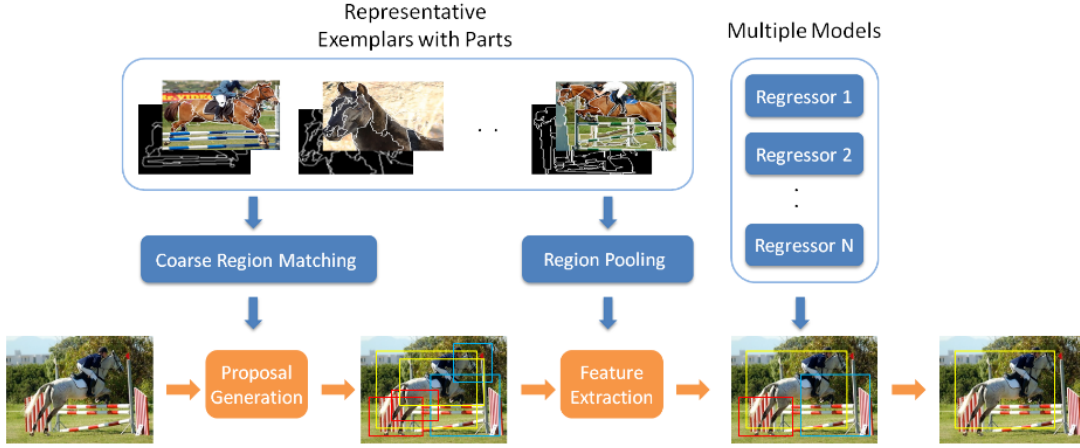 Representative
Exemplars with Parts
Multiple Models
Regressor 1
Regressor 2
Regressor N
Coarse Region Matching
Region Pooling
Proposal
Generation
Feature
Extraction